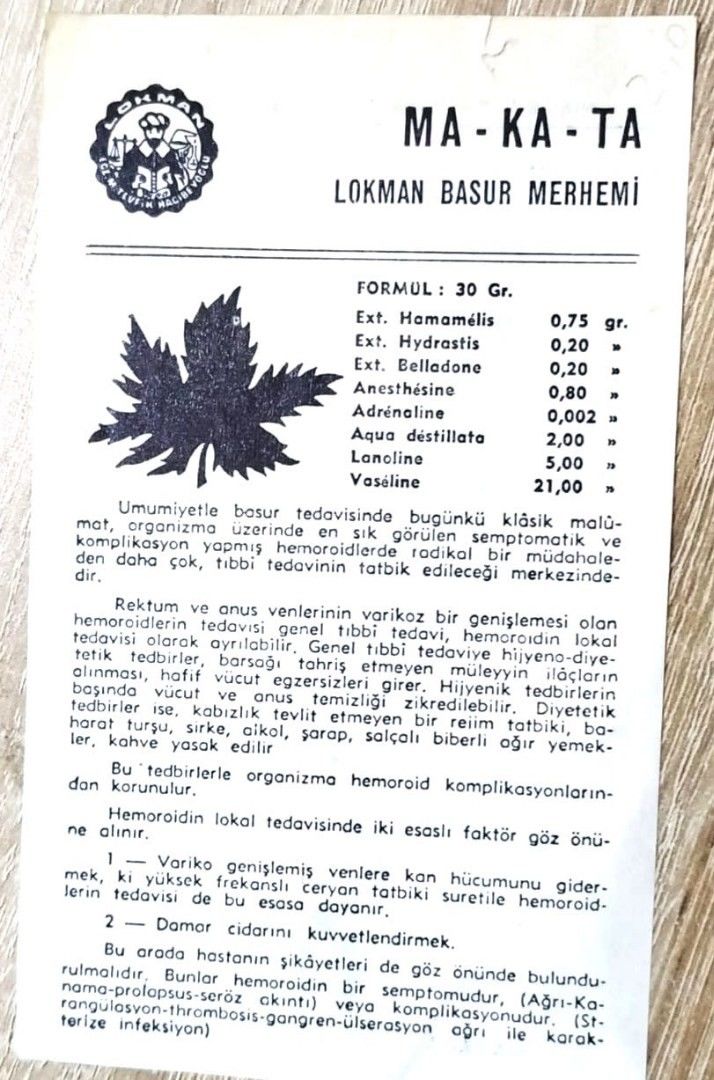 LOKMAN
ECZ. M. TEVFİK HACIBEYOĞLU
MA - KA - TA
LOKMAN BASUR MERHEMİ
FORMÜL : 30 Gr.
Ext. Hamamélis 0,75 gr.
Ext. Hydrastis 0,20 »
Ext. Belladone 0,20 »
Anesthésine 0,80 »
Adrénaline 0,002 »
Aqua déstillata 2,00 »
Lanoline 5,00 »
Vaséline 21,00 »
Umumiyetle basur tedavisinde bugünkü klâsik malû-
mat, organizma üzerinde en sık görülen semptomatik ve
komplikasyon yapmış hemoroidlerde radikal bir müdahale-
den daha çok, tıbbî tedavinin tatbik edileceği merkezinde-
dir.
Rektum ve anus venlerinin varikoz bir genişlemesi olan
hemoroidlerin tedavisi genel tıbbî tedavi, hemoroidin lokal
tedavisi olarak ayrılabilir. Genel tıbbî tedaviye hijyeno-diye-
tetik tedbirler, barsağı tahriş etmeyen müleyyin ilâçların
alınması, hafif vücut egzersizleri girer. Hijyenik tedbirlerin
başında vücut ve anus temizliği zikredilebilir. Diyetetik
tedbirler ise, kabızlık tevlit etmeyen bir rejim tatbiki, ba-
harat turşu, sirke, alkol, şarap, salçalı biberli ağır yemek-
ler, kahve yasak edilir
Bu tedbirlerle organizma hemoroid komplikasyonların-
dan korunulur.
Hemoroidin lokal tedavisinde iki esaslı faktör göz önü-
ne alınır.
1 — Variko genişlemiş venlere kan hücumunu gider-
mek, ki yüksek frekanslı ceryan tatbiki suretile hemoroid-
lerin tedavisi de bu esasa dayanır.
2 — Damar cidarını kuvvetlendirmek.
Bu arada hastanın şikâyetleri de göz önünde bulundu-
rulmalıdır. Bunlar hemoroidin bir semptomudur, (Ağrı-Ka-
nama-prolapsus-seröz akıntı) veya komplikasyonudur. (St-
rangülasyon-thrombosis-gangren-ülserasyon ağrı ile karak-
terize infeksiyon)